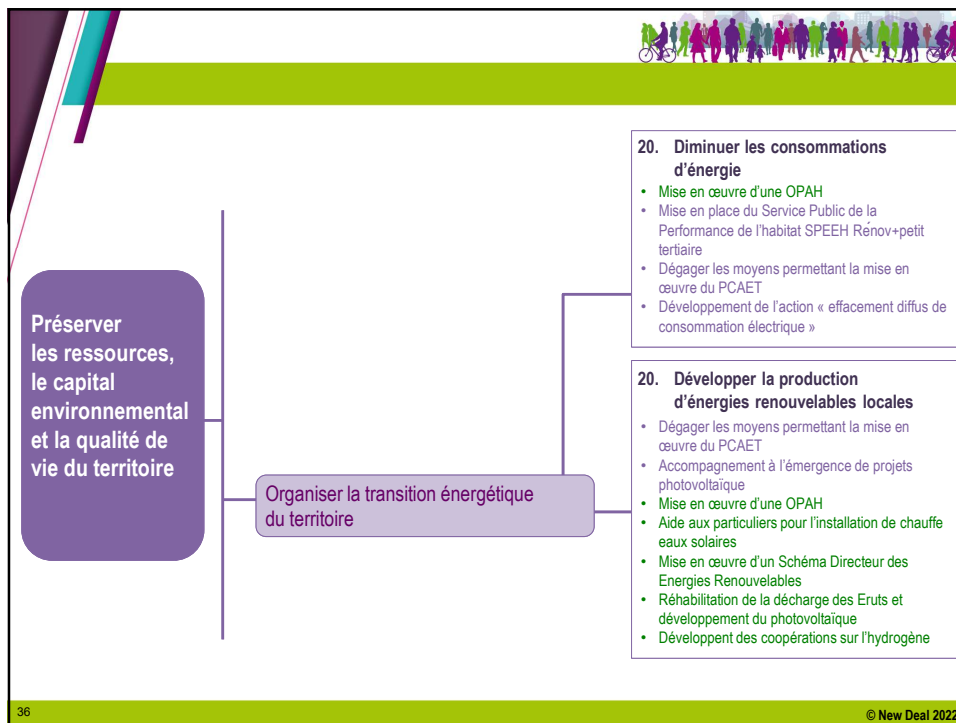 Préserver
les ressources,
le capital
environnemental
et la qualité de
vie du territoire
Organiser la transition énergétique
du territoire
20. Diminuer les consommations
d’énergie
• Mise en œuvre d’une OPAH
• Mise en place du Service Public de la
Performance de l’habitat SPEEH Rénov+petit
tertiaire
• Dégager les moyens permettant la mise en
œuvre du PCAET
• Développement de l’action « effacement diffus de
consommation électrique »
20. Développer la production
d’énergies renouvelables locales
• Dégager les moyens permettant la mise en
œuvre du PCAET
• Accompagnement à l’émergence de projets
photovoltaïque
• Mise en œuvre d’une OPAH
• Aide aux particuliers pour l’installation de chauffe
eaux solaires
• Mise en œuvre d’un Schéma Directeur des
Energies Renouvelables
• Réhabilitation de la décharge des Eruts et
développement du photovoltaïque
• Développent des coopérations sur l’hydrogène
36
© New Deal 2022